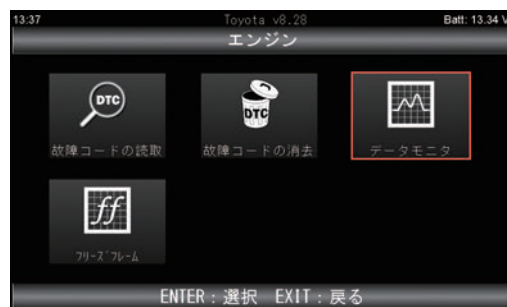 13:37 Toyota v8.28 Batt: 13.34 V
エンジン
DTC
DTC
故障コードの読取 故障コードの消去 データモニタ
ff
フリーズフレーム
ENTER：選択 EXIT：戻る